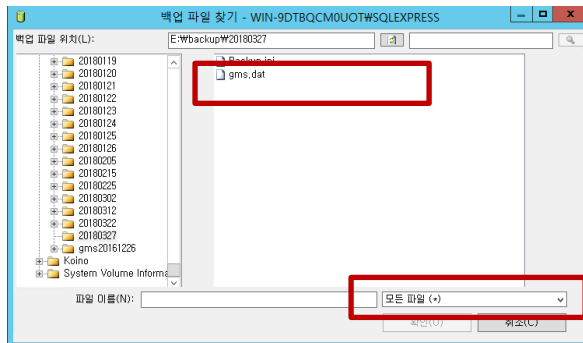 백업 파일 찾기 - WIN-9DTBQCM0UOT₩SQLEXPRESS
백업 파일 위치(L):
E:₩backup₩20180327
20180119
20180120
20180121
20180122
20180123
20180124
20180125
20180126
20180205
20180215
20180225
20180302
20180312
20180322
20180327
gms20161226
Koino
System Volume Informa
Backup.ini
gms.dat
파일 이름(N):
모든 파일 (*)
확인(O)
취소(C)